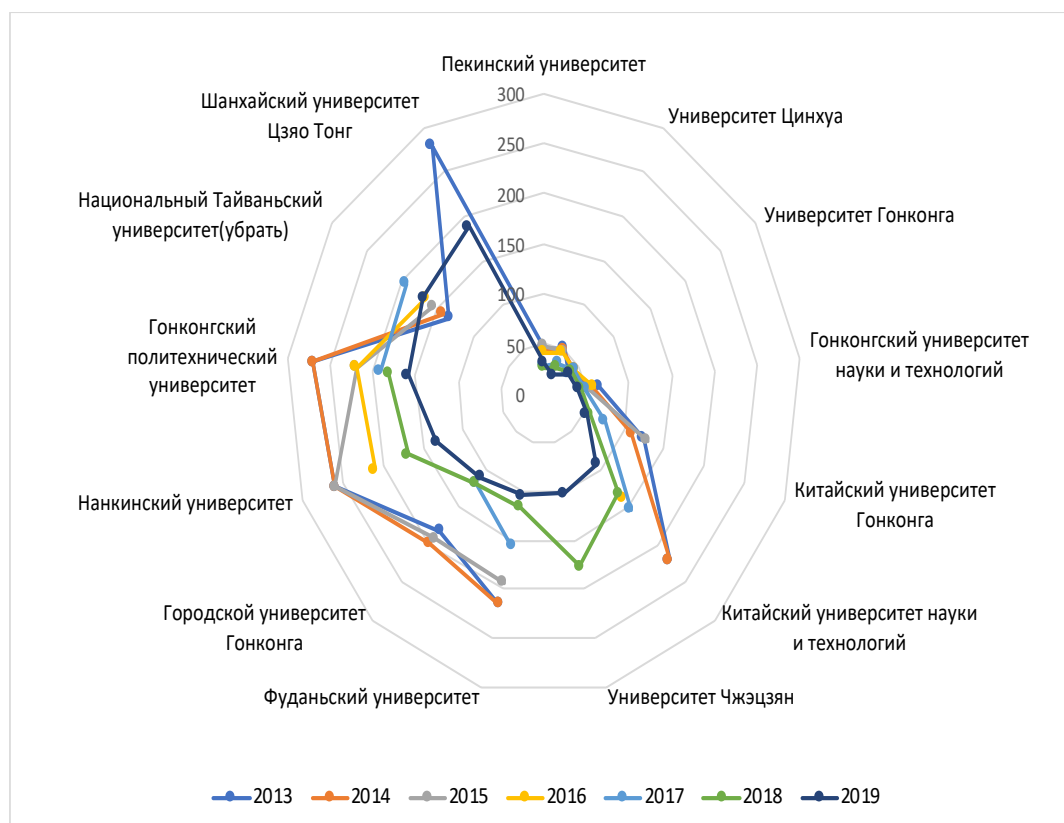 Пекинский университет
300
Шанхайский университет
Цзяо Тонг
Университет Цинхуа
250
Национальный Тайваньский
университет(убрать)
200
Университет Гонконга
150
Гонконгский
политехнический
университет
100
Гонконгский университет
науки и технологий
50
0
Нанкинский университет
Китайский университет
Гонконга
Городской университет
Гонконга
Китайский университет науки
и технологий
Фуданьский университет
Университет Чжэцзян
2013 2014 2015 2016 2017 2018 2019